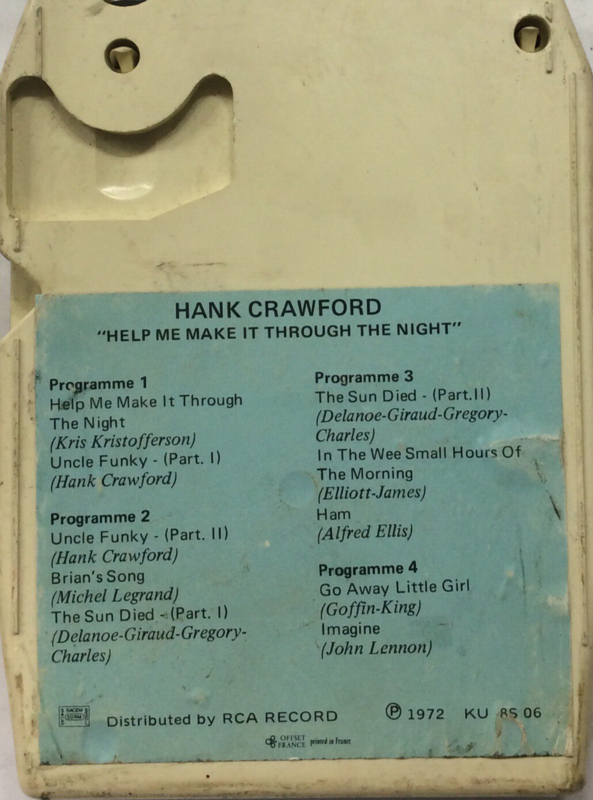 HANK CRAWFORD
"HELP ME MAKE IT THROUGH THE NIGHT"
Programme 1
Help Me Make It Through
The Night
(Kris Kristofferson)
Uncle Funky - (Part. I)
(Hank Crawford)
Programme 2
Uncle Funky - (Part. II)
(Hank Crawford)
Brian's Song
(Michel Legrand)
The Sun Died - (Part. I)
(Delanoe-Giraud-Gregory-
Charles)
Programme 3
The Sun Died - (Part.II)
(Delanoe-Giraud-Gregory-
Charles)
In The Wee Small Hours Of
The Morning
(Elliott-James)
Ham
(Alfred Ellis)
Programme 4
Go Away Little Girl
(Goffin-King)
Imagine
(John Lennon)
Distributed by RCA RECORD
℗ 1972 KU 8S 06
OFFSET
FRANCE printed in France